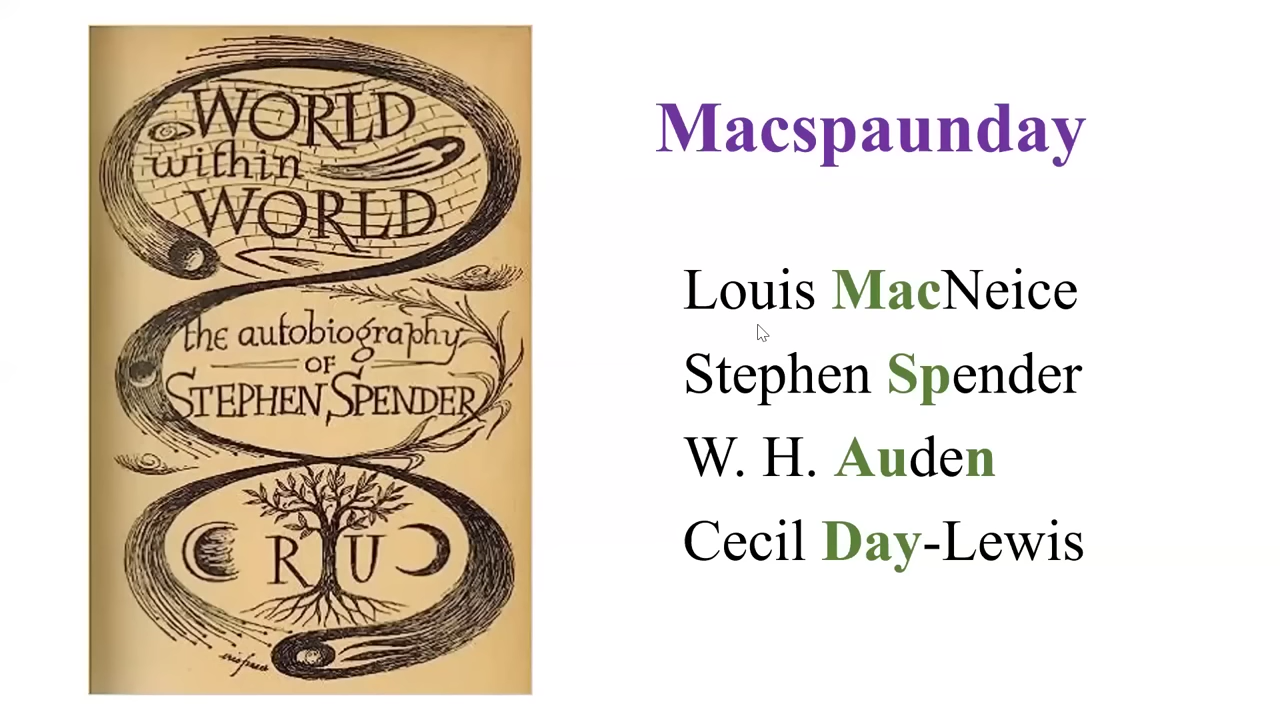 WORLD
within
WORLD
the autobiography
OF
STEPHEN SPENDER
R U
Macspaunday
Louis MacNeice
Stephen Spender
W. H. Auden
Cecil Day-Lewis